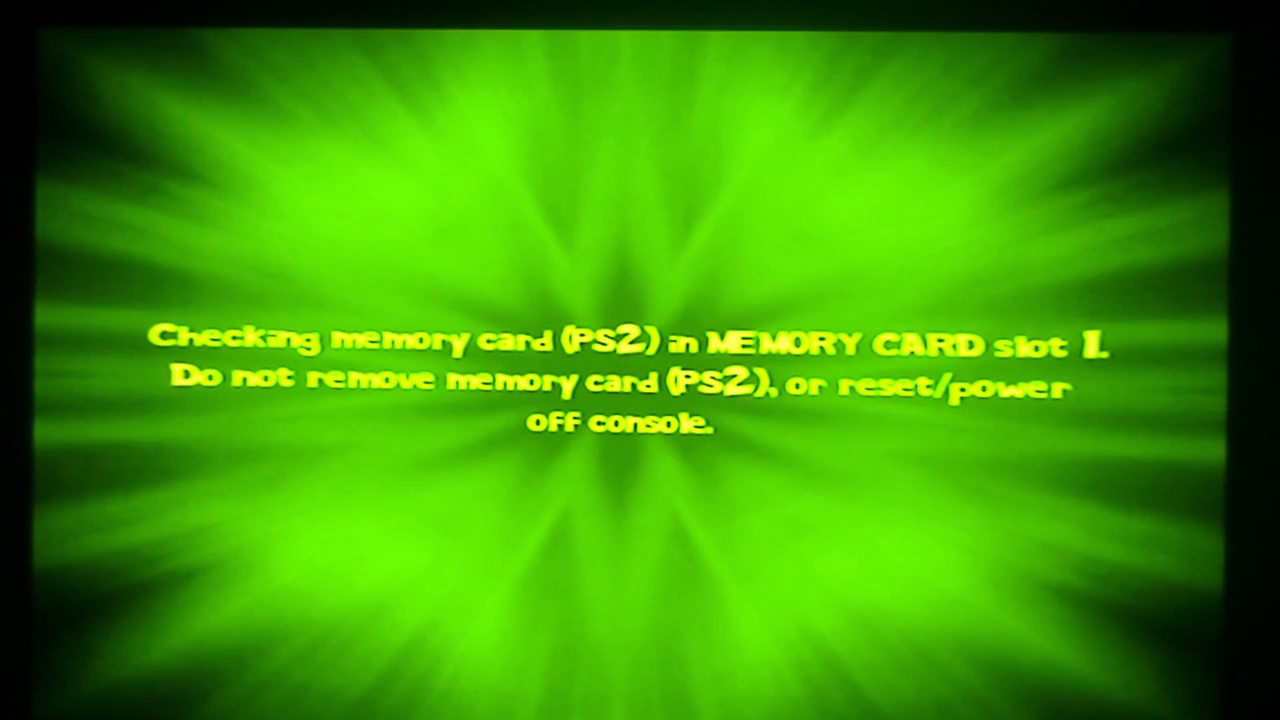 Checking memory card (PS2) in MEMORY CARD slot 1.
Do not remove memory card (PS2), or reset/power
off console.